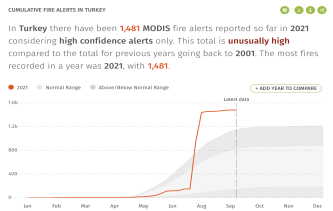 CUMULATIVE FIRE ALERTS IN TURKEY
In Turkey there have been 1,481 MODIS fire alerts reported so far in 2021
considering high confidence alerts only. This total is unusually high
compared to the total for previous years going back to 2001. The most fires
recorded in a year was 2021, with 1,481.
2021 Normal Range Above/Below Normal Range + ADD YEAR TO COMPARE
Latest data
1.6k
1.2k
800
400
0
Jan Feb Mar Apr May Jun Jul Aug Sep Oct Nov Dec